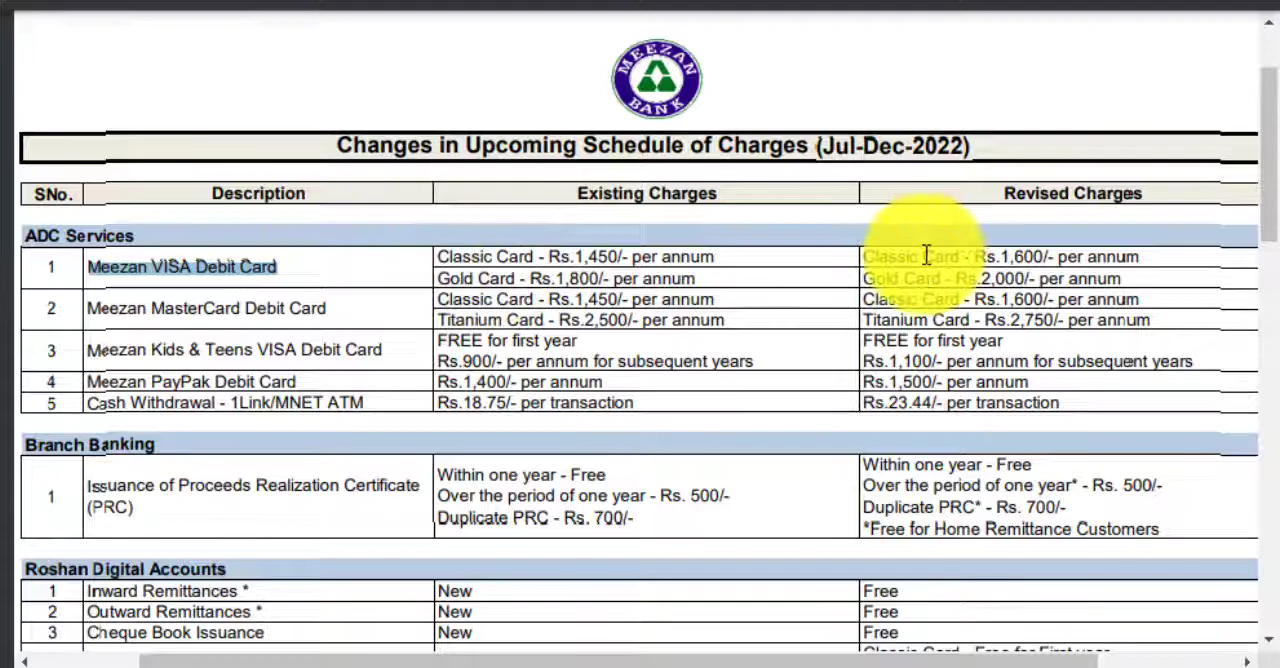 MEEZAN BANK
Changes in Upcoming Schedule of Charges (Jul-Dec-2022)
SNo. Description Existing Charges Revised Charges
ADC Services
1 Meezan VISA Debit Card Classic Card - Rs.1,450/- per annum Classic Card - Rs.1,600/- per annum
Gold Card - Rs.1,800/- per annum Gold Card - Rs.2,000/- per annum
2 Meezan MasterCard Debit Card Classic Card - Rs.1,450/- per annum Classic Card - Rs.1,600/- per annum
Titanium Card - Rs.2,500/- per annum Titanium Card - Rs.2,750/- per annum
3 Meezan Kids & Teens VISA Debit Card FREE for first year FREE for first year
Rs.900/- per annum for subsequent years Rs.1,100/- per annum for subsequent years
4 Meezan PayPak Debit Card Rs.1,400/- per annum Rs.1,500/- per annum
5 Cash Withdrawal - 1Link/MNET ATM Rs.18.75/- per transaction Rs.23.44/- per transaction
Branch Banking
1 Issuance of Proceeds Realization Certificate (PRC) Within one year - Free Within one year - Free
Over the period of one year - Rs. 500/- Over the period of one year* - Rs. 500/-
Duplicate PRC - Rs. 700/- Duplicate PRC* - Rs. 700/-
*Free for Home Remittance Customers
Roshan Digital Accounts
1 Inward Remittances * New Free
2 Outward Remittances * New Free
3 Cheque Book Issuance New Free
Classic Card - Free for First year